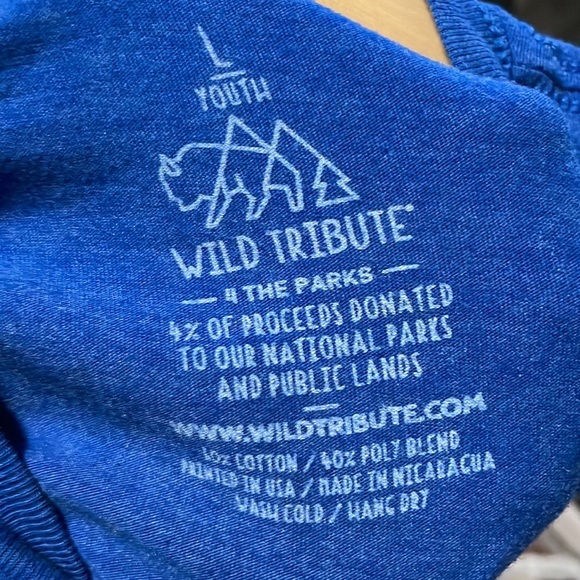 L
YOUTH
WILD TRIBUTE®
4 THE PARKS
4% OF PROCEEDS DONATED
TO OUR NATIONAL PARKS
AND PUBLIC LANDS
WWW.WILDTRIBUTE.COM
COTTON / 40% POLY BLEND
PRINTED IN USA / MADE IN NICARAGUA
WASH COLD / HANG DRY